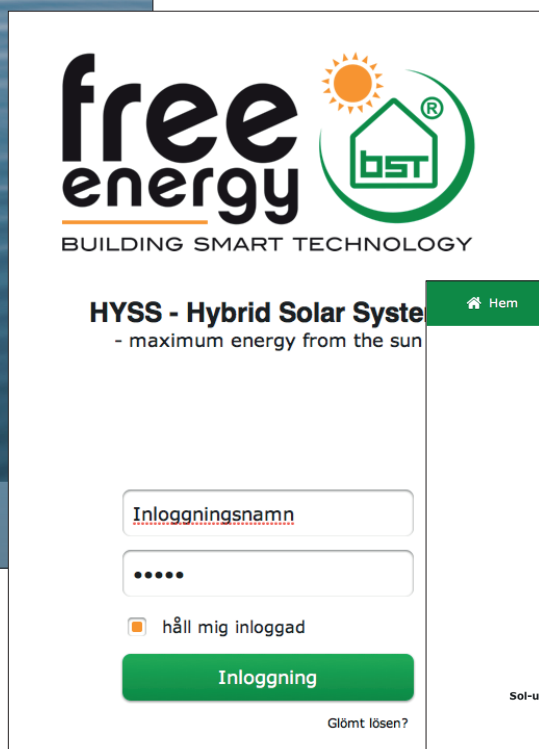 free
energy
bst
®
BUILDING SMART TECHNOLOGY
HYSS - Hybrid Solar Syste
- maximum energy from the sun
Hem
Inloggningsnamn
•••••
håll mig inloggad
Inloggning
Glömt lösen?
Sol-u